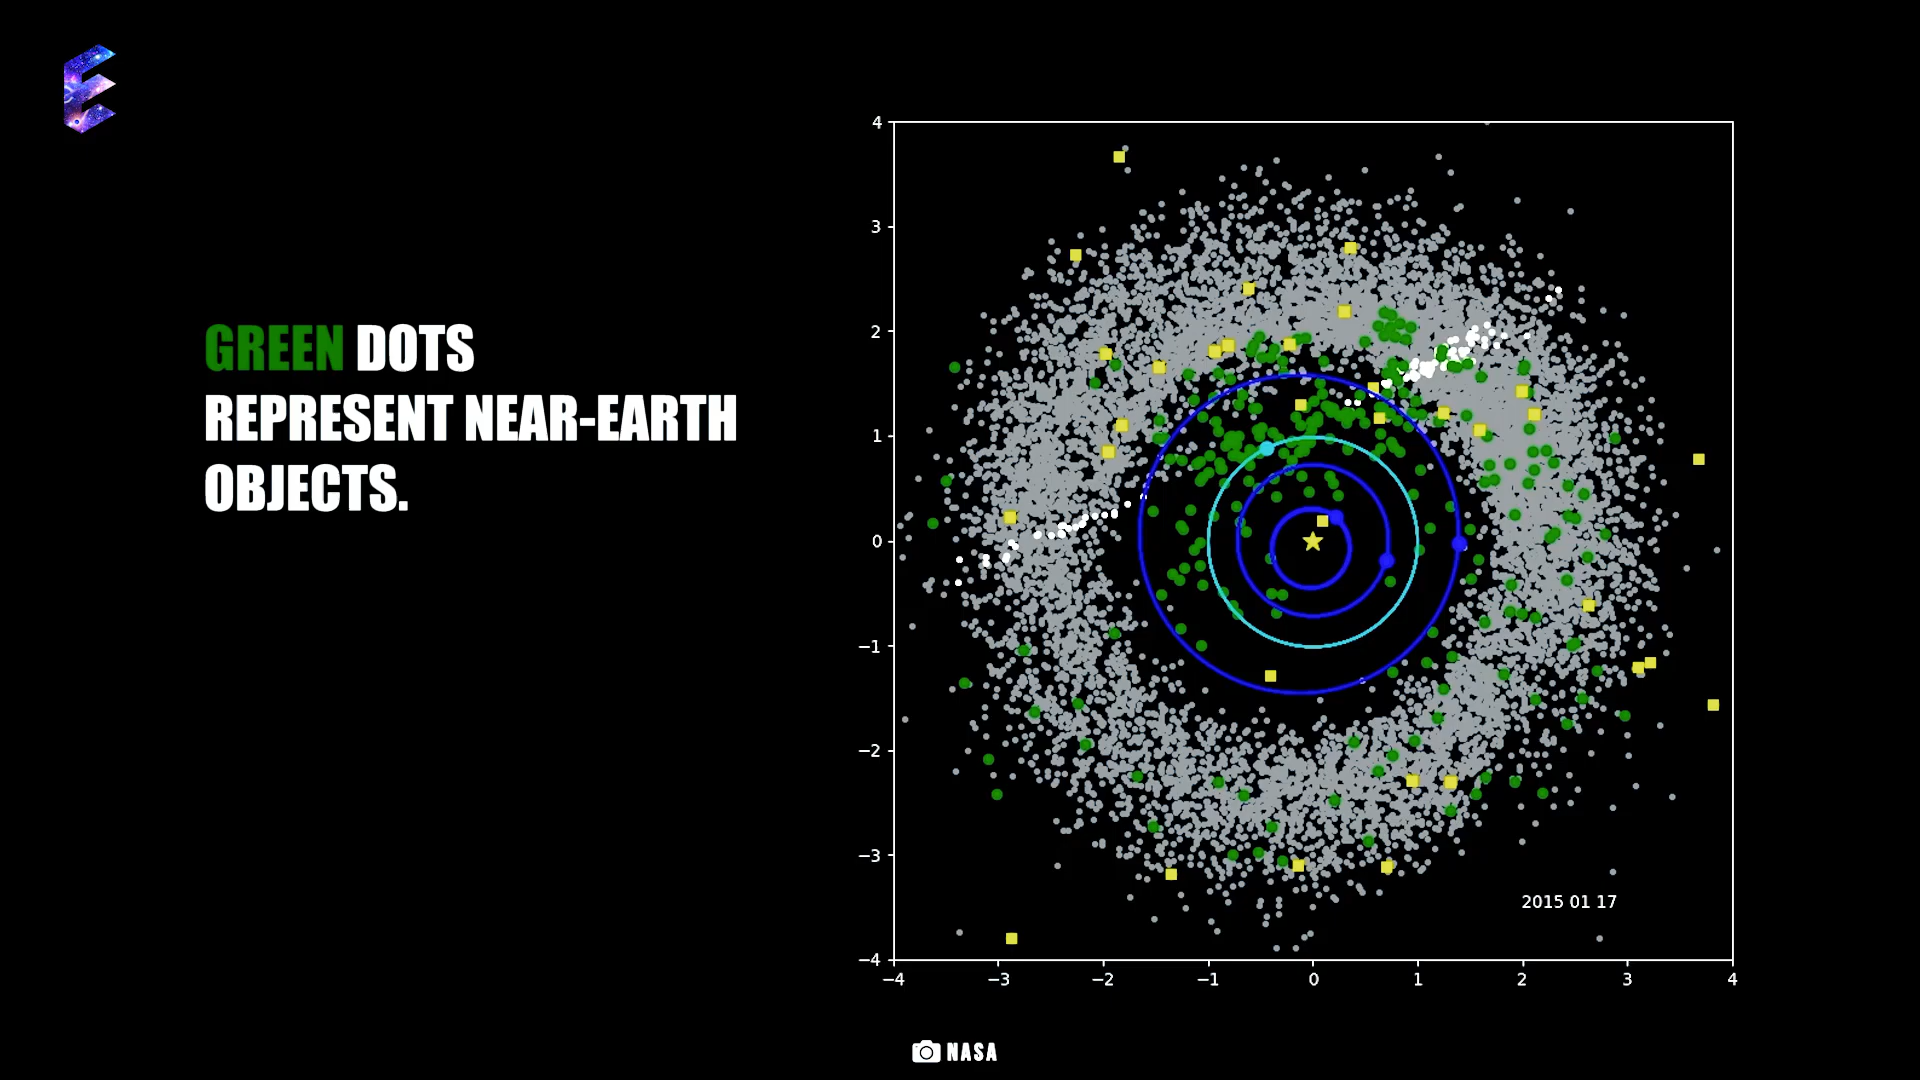 E
GREEN DOTS
REPRESENT NEAR-EARTH
OBJECTS.
4
3
2
1
0
−1
−2
−3
−4
−4 −3 −2 −1 0 1 2 3 4
2015 01 17
NASA